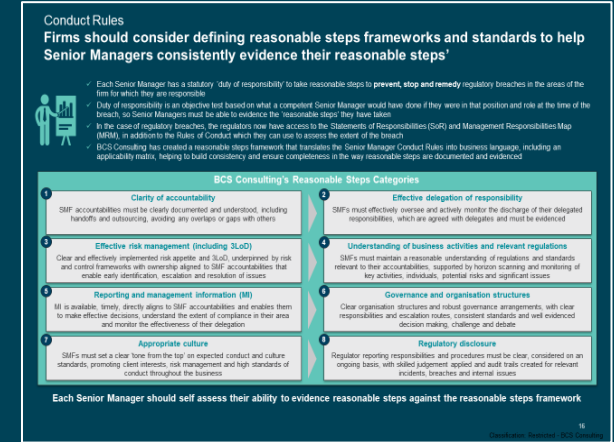 Conduct Rules
Firms should consider defining reasonable steps frameworks and standards to help
Senior Managers consistently evidence their reasonable steps'
✓ Each Senior Manager has a statutory 'duty of responsibility' to take reasonable steps to prevent, stop and remedy regulatory breaches in the areas of the
firm for which they are responsible
✓ Duty of responsibility is an objective test based on what a competent Senior Manager would have done if they were in that position and role at the time of the
breach, so Senior Managers must be able to evidence the 'reasonable steps' they have taken
✓ In the case of regulatory breaches, the regulators now have access to the Statements of Responsibilities (SoR) and Management Responsibilities Map
(MRM), in addition to the Rules of Conduct which they can use to assess the extent of the breach
✓ BCS Consulting has created a reasonable steps framework that translates the Senior Manager Conduct Rules into business language, including an
applicability matrix, helping to build consistency and ensure completeness in the way reasonable steps are documented and evidenced
BCS Consulting's Reasonable Steps Categories
1
Clarity of accountability
SMF accountabilities must be clearly documented and understood, including
handoffs and outsourcing, avoiding any overlaps or gaps with others
2
Effective delegation of responsibility
SMFs must effectively oversee and actively monitor the discharge of their delegated
responsibilities, which are agreed with delegates and must be evidenced
3
Effective risk management (including 3LoD)
Clear and effectively implemented risk appetite and 3LoD, underpinned by risk
and control frameworks with ownership aligned to SMF accountabilities that
enable early identification, escalation and resolution of issues
4
Understanding of business activities and relevant regulations
SMFs must maintain a reasonable understanding of regulations and standards
relevant to their accountabilities, supported by horizon scanning and monitoring of
key activities, individuals, potential risks and significant issues
5
Reporting and management information (MI)
MI is available, timely, directly aligns to SMF accountabilities and enables them
to make effective decisions, understand the extent of compliance in their area
and monitor the effectiveness of their delegation
6
Governance and organisation structures
Clear organisation structures and robust governance arrangements, with clear
responsibilities and escalation routes, consistent standards and well evidenced
decision making, challenge and debate
7
Appropriate culture
SMFs must set a clear 'tone from the top' on expected conduct and culture
standards, promoting client interests, risk management and high standards of
conduct throughout the business
8
Regulatory disclosure
Regulator reporting responsibilities and procedures must be clear, considered on an
ongoing basis, with skilled judgement applied and audit trails created for relevant
incidents, breaches and internal issues
Each Senior Manager should self assess their ability to evidence reasonable steps against the reasonable steps framework
16
Classification: Restricted - BCS Consulting